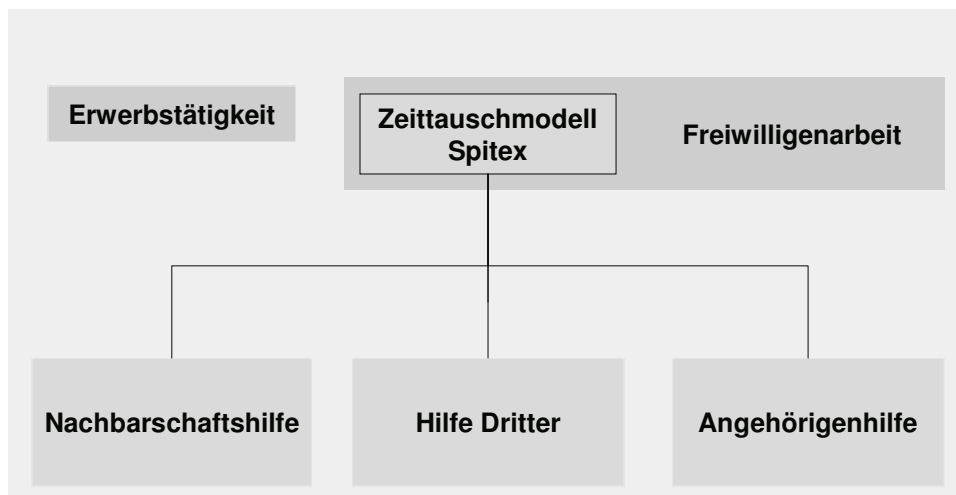 Erwerbstätigkeit
Zeittauschmodell
Spitex
Freiwilligenarbeit
Nachbarschaftshilfe
Hilfe Dritter
Angehörigenhilfe